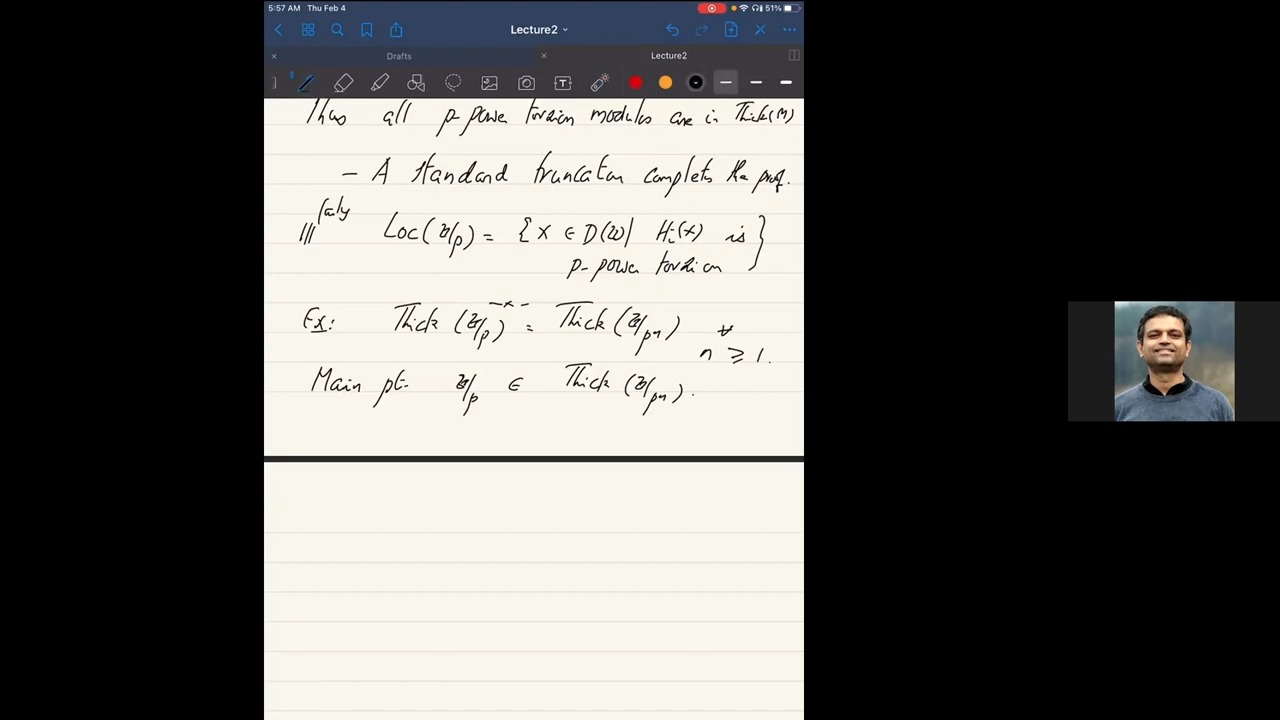 5:57 AM Thu Feb 4
51%
Lecture2
Drafts
Lecture2
Thus all p-power torsion modules are in Thick(M)
— A standard truncation completes the proof.
|||larly Loc(ℤ/p) = { X ∈ D(ℤ) | Hi(X) is
p-power torsion }
—x—
Ex: Thick (ℤ/p) = Thick (ℤ/pn) ∀
n ≥ 1.
Main pt- ℤ/p ∈ Thick (ℤ/pn).